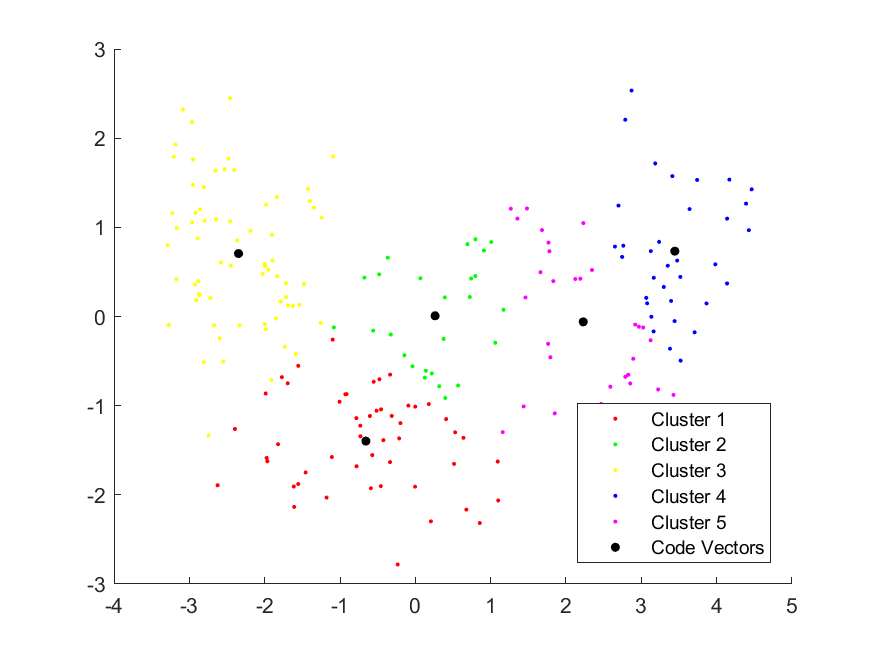 3
2
1
0
-1
-2
-3
-4 -3 -2 -1 0 1 2 3 4 5
Cluster 1
Cluster 2
Cluster 3
Cluster 4
Cluster 5
Code Vectors